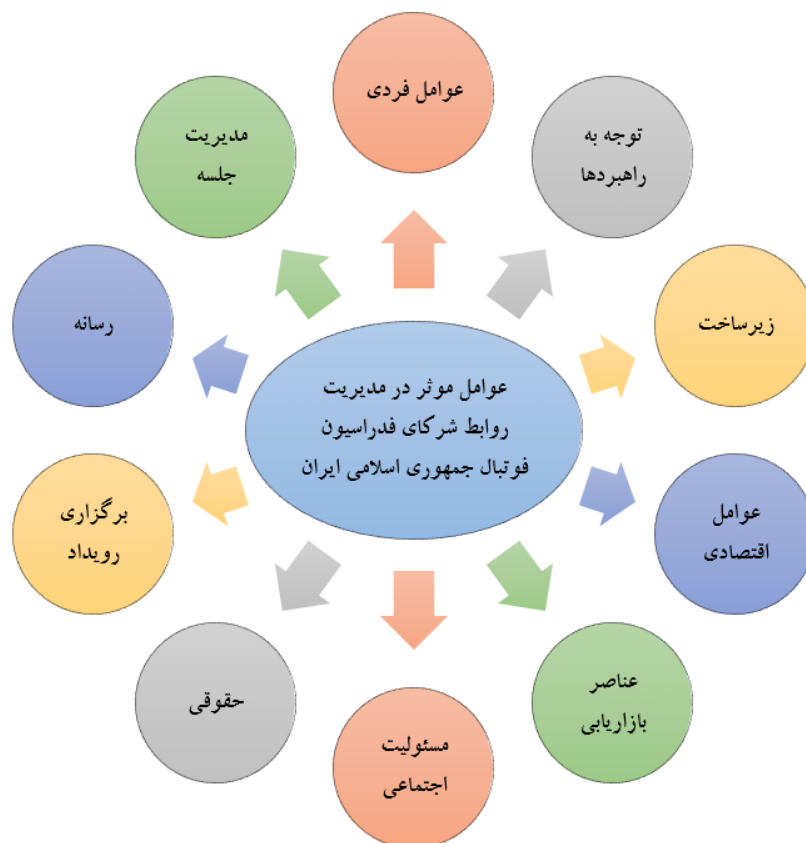 عوامل فردی
توجه به
راهبردها
زیرساخت
عوامل
اقتصادی
عناصر
بازاریابی
مسئولیت
اجتماعی
حقوقی
برگزاری
رویداد
رسانه
مدیریت
جلسه
عوامل موثر در مدیریت
روابط شرکای فدراسیون
فوتبال جمهوری اسلامی ایران